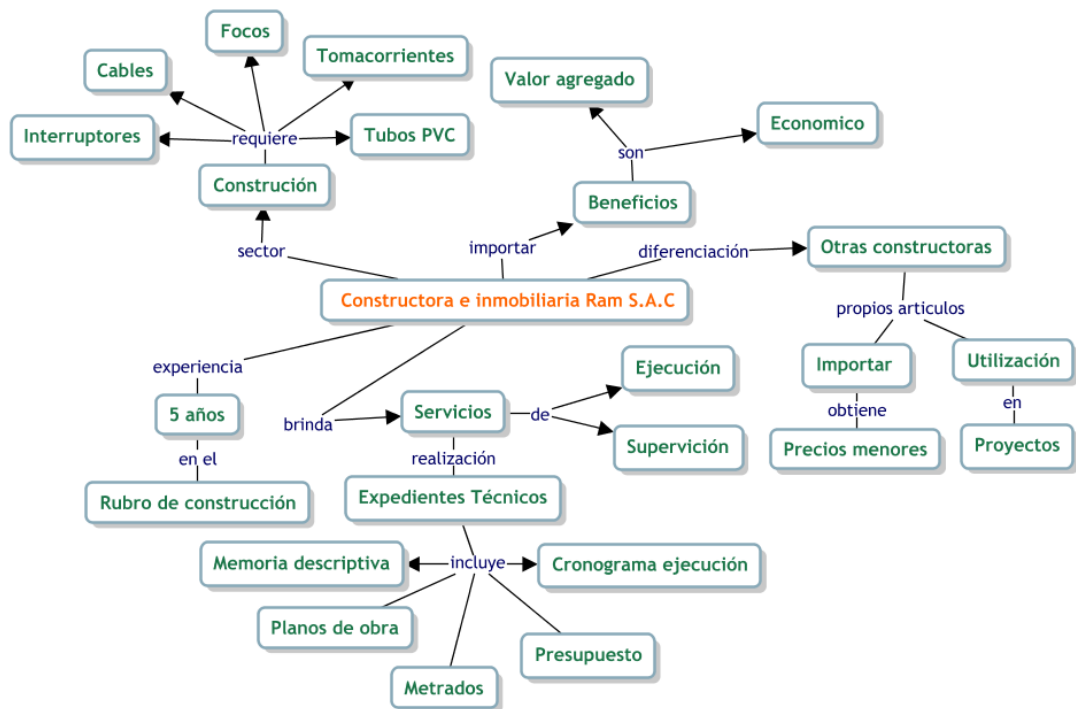 Focos
Tomacorrientes
Cables
Valor agregado
Interruptores
requiere
Tubos PVC
Economico
son
Construción
Beneficios
sector
importar
diferenciación
Otras constructoras
Constructora e inmobiliaria Ram S.A.C
propios articulos
experiencia
Ejecución
Importar
Utilización
5 años
brinda
Servicios
de
obtiene
en
en el
realización
Supervición
Precios menores
Proyectos
Rubro de construcción
Expedientes Técnicos
Memoria descriptiva
incluye
Cronograma ejecución
Planos de obra
Presupuesto
Metrados